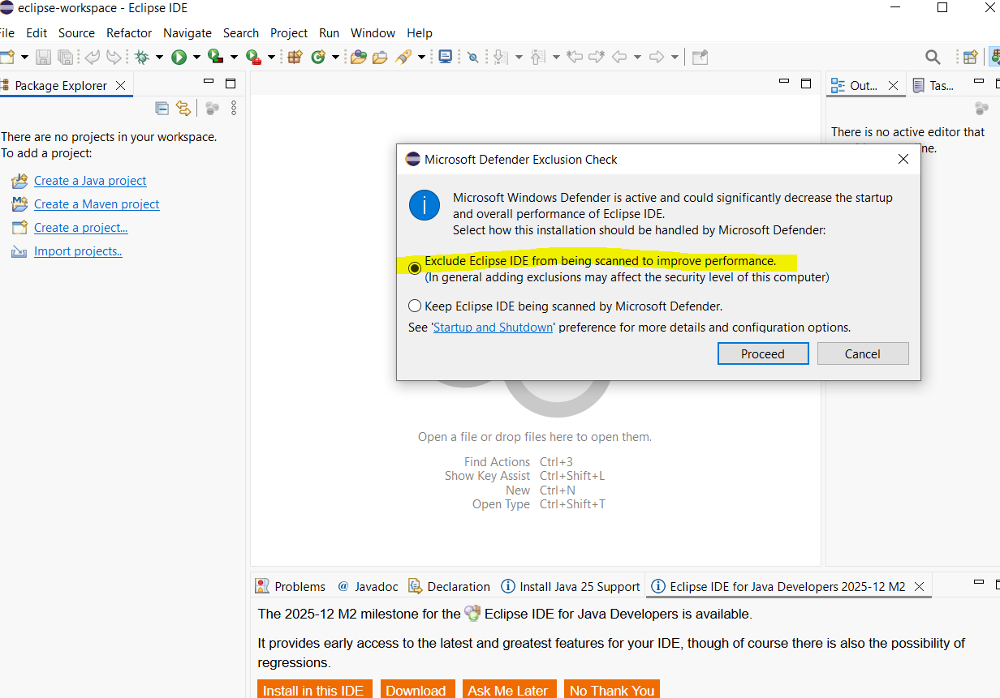 eclipse-workspace - Eclipse IDE
File Edit Source Refactor Navigate Search Project Run Window Help
Package Explorer
There are no projects in your workspace.
To add a project:
Create a Java project
Create a Maven project
Create a project...
Import projects..
Out...
Tas...
There is no active editor that
ne.
Microsoft Defender Exclusion Check
Microsoft Windows Defender is active and could significantly decrease the startup
and overall performance of Eclipse IDE.
Select how this installation should be handled by Microsoft Defender:
Exclude Eclipse IDE from being scanned to improve performance.
(In general adding exclusions may affect the security level of this computer)
Keep Eclipse IDE being scanned by Microsoft Defender.
See 'Startup and Shutdown' preference for more details and configuration options.
Proceed
Cancel
Open a file or drop files here to open them.
Find Actions Ctrl+3
Show Key Assist Ctrl+Shift+L
New Ctrl+N
Open Type Ctrl+Shift+T
Problems
@ Javadoc
Declaration
Install Java 25 Support
Eclipse IDE for Java Developers 2025-12 M2
The 2025-12 M2 milestone for the Eclipse IDE for Java Developers is available.
It provides early access to the latest and greatest features for your IDE, though of course there is also the possibility of
regressions.
Install in this IDE
Download
Ask Me Later
No Thank You